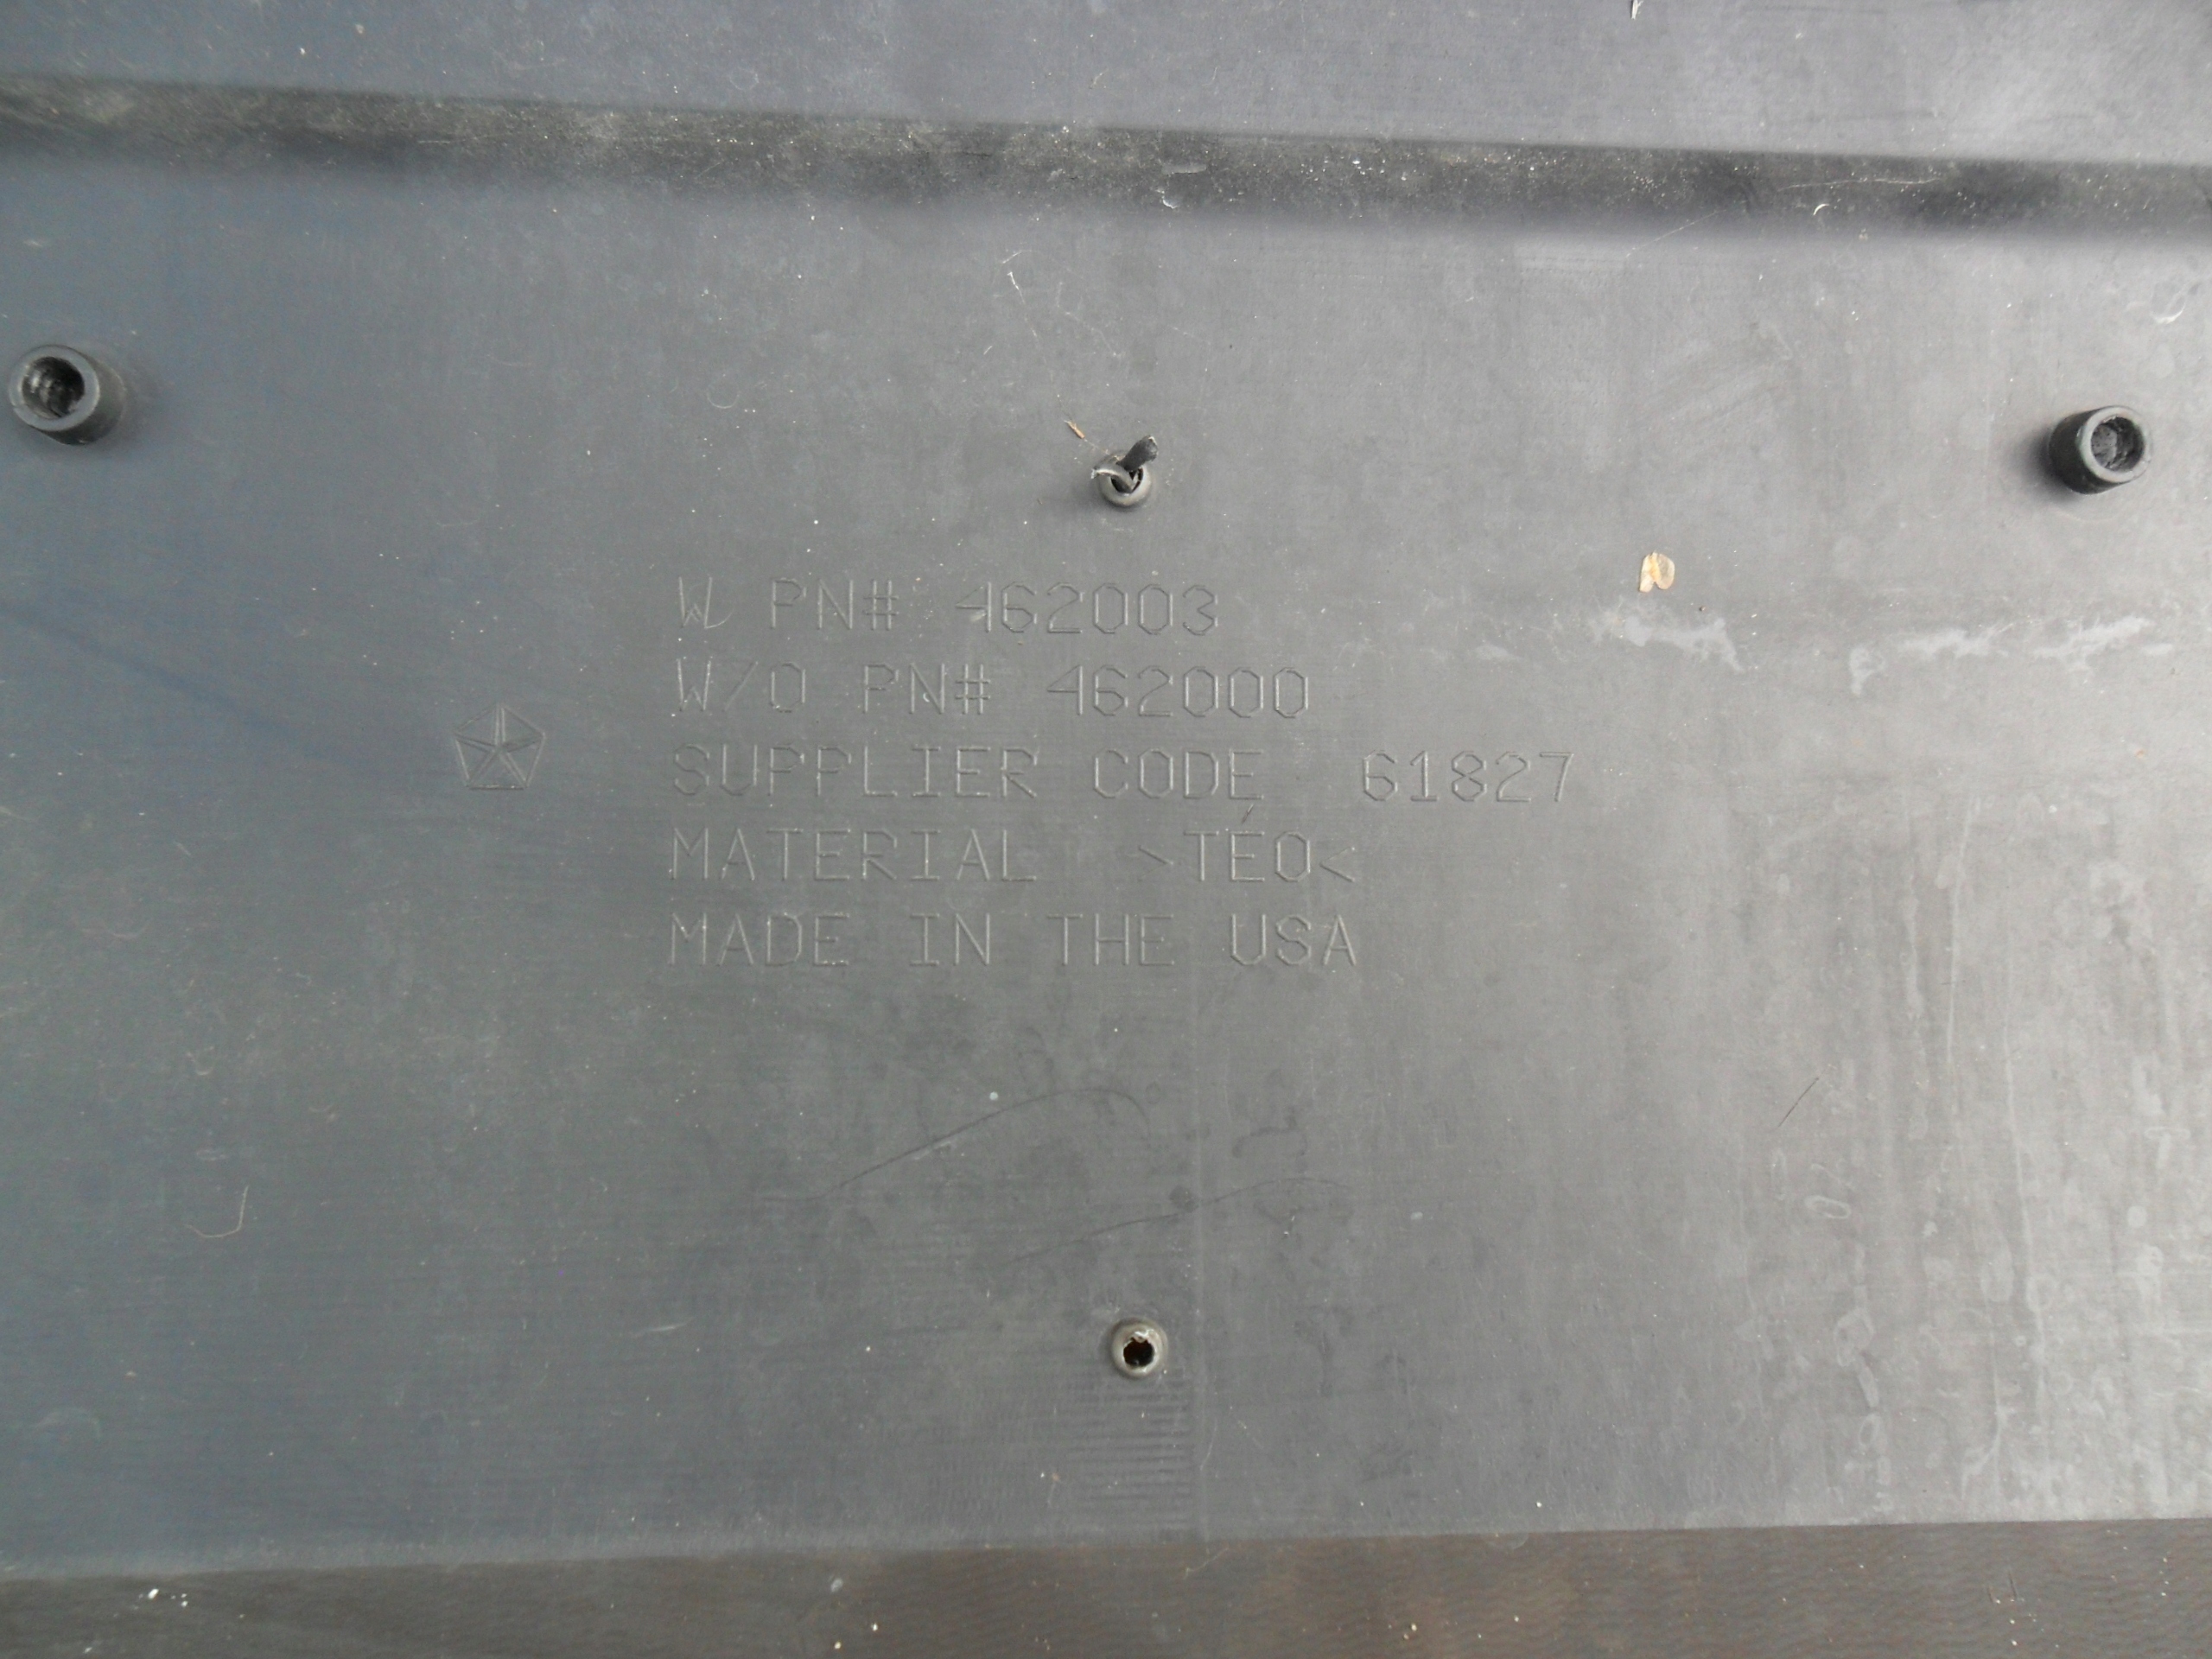 W PN# 462003
W/O PN# 462000
SUPPLIER CODE 61827
MATERIAL >TEO<
MADE IN THE USA